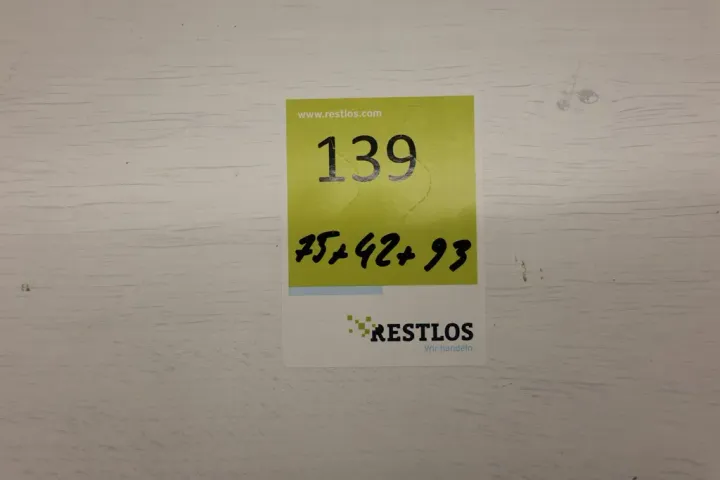 www.restlos.com
139
75+42+93
RESTLOS
Wir handeln